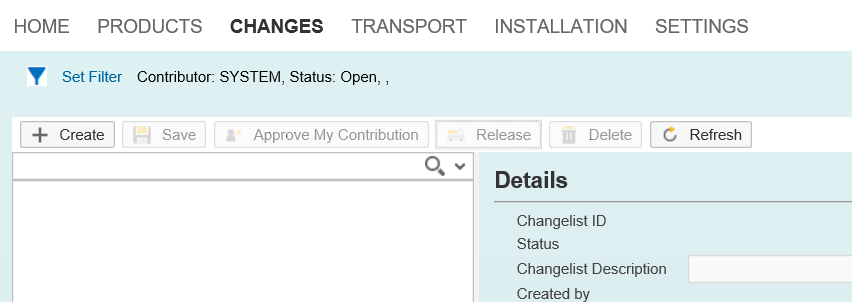 HOME PRODUCTS CHANGES TRANSPORT INSTALLATION SETTINGS
Set Filter Contributor: SYSTEM, Status: Open, ,
Create Save Approve My Contribution Release Delete Refresh
Details
Changelist ID
Status
Changelist Description
Created by